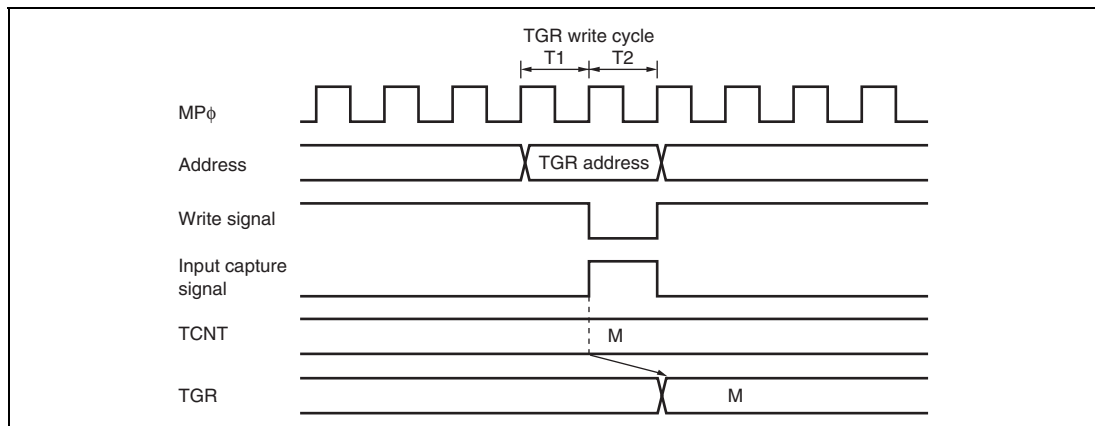 TGR write cycle
T1 T2
MPϕ
Address
TGR address
Write signal
Input capture
signal
TCNT
M
TGR
M